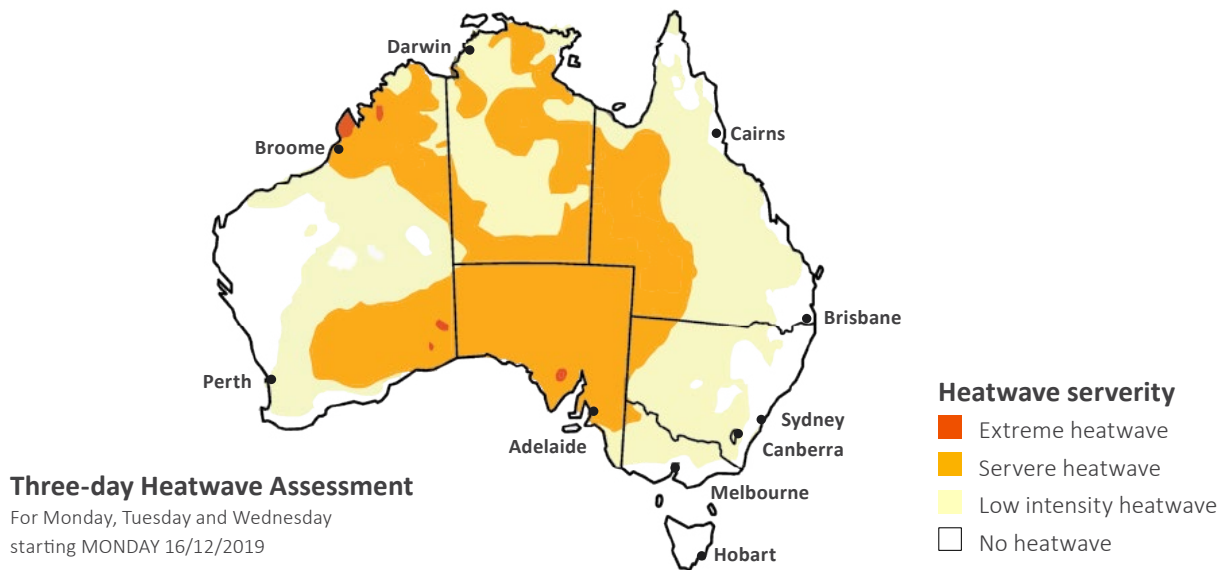 Darwin
Cairns
Broome
Brisbane
Perth
Sydney
Adelaide
Canberra
Melbourne
Hobart
Three-day Heatwave Assessment
For Monday, Tuesday and Wednesday
starting MONDAY 16/12/2019
Heatwave serverity
Extreme heatwave
Servere heatwave
Low intensity heatwave
No heatwave